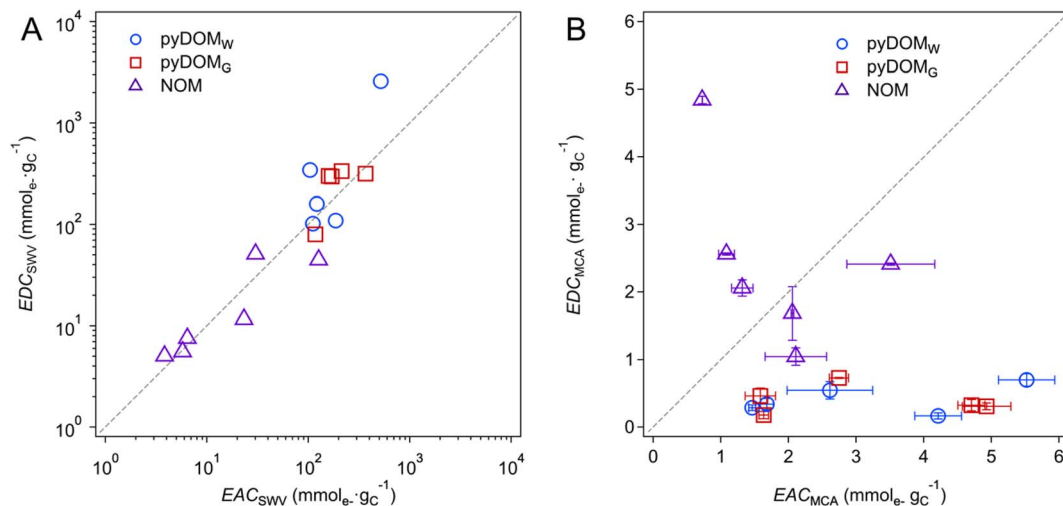 A
pyDOM_W
pyDOM_G
NOM
10^4
10^3
10^2
10^1
10^0
EDC_SWV (mmol_e-·g_C^-1)
10^0 10^1 10^2 10^3 10^4
EAC_SWV (mmol_e-·g_C^-1)
B
pyDOM_W
pyDOM_G
NOM
6
5
4
3
2
1
0
EDC_MCA (mmol_e-· g_C^-1)
0 1 2 3 4 5 6
EAC_MCA (mmol_e- g_C^-1)